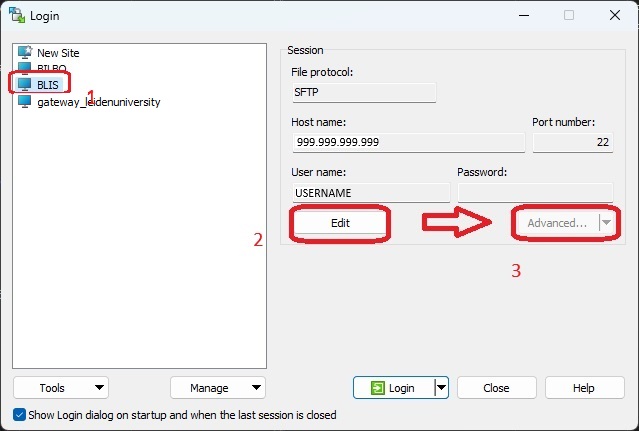 Login
New Site
BILBO
BLIS
1
gateway_leidenuniversity
Session
File protocol:
SFTP
Host name:
Port number:
999.999.999.999
22
User name:
Password:
USERNAME
Edit
Advanced...
2
3
Tools
Manage
Login
Close
Help
Show Login dialog on startup and when the last session is closed